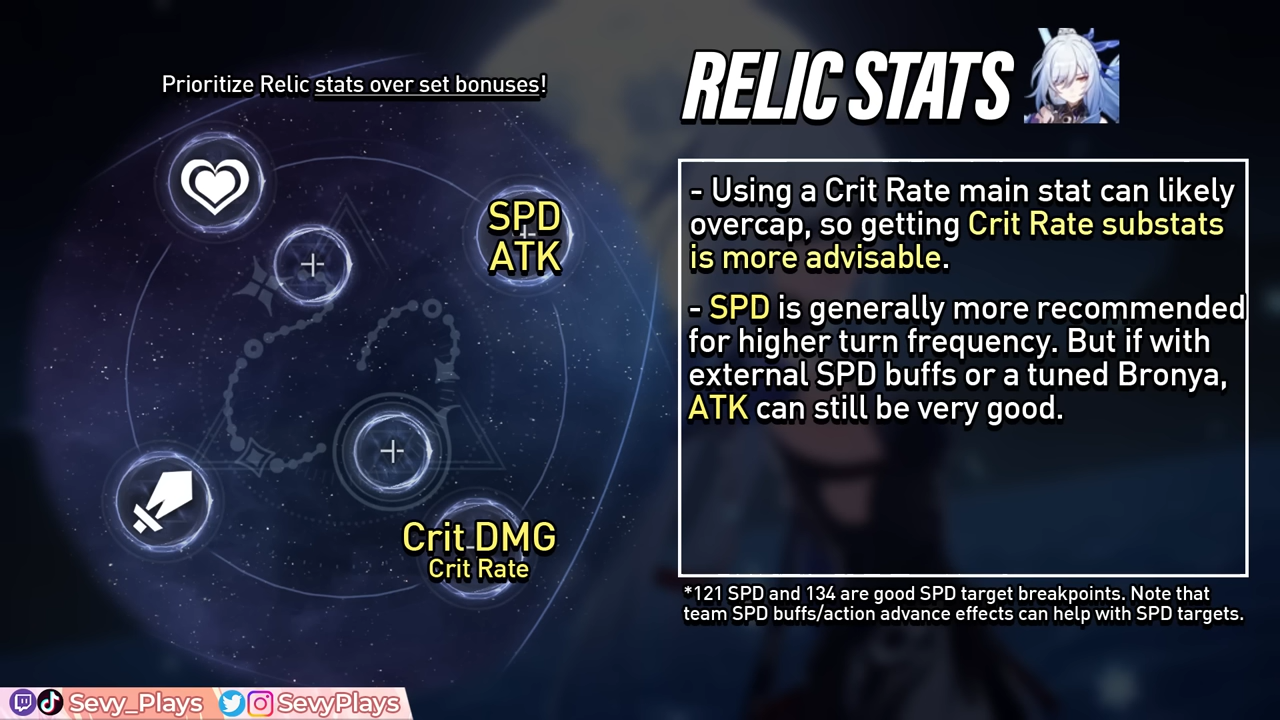 Prioritize Relic stats over set bonuses!
SPD
ATK
Crit DMG
Crit Rate
RELIC STATS
- Using a Crit Rate main stat can likely
overcap, so getting Crit Rate substats
is more advisable.
- SPD is generally more recommended
for higher turn frequency. But if with
external SPD buffs or a tuned Bronya,
ATK can still be very good.
*121 SPD and 134 are good SPD target breakpoints. Note that
team SPD buffs/action advance effects can help with SPD targets.
Sevy_Plays SevyPlays